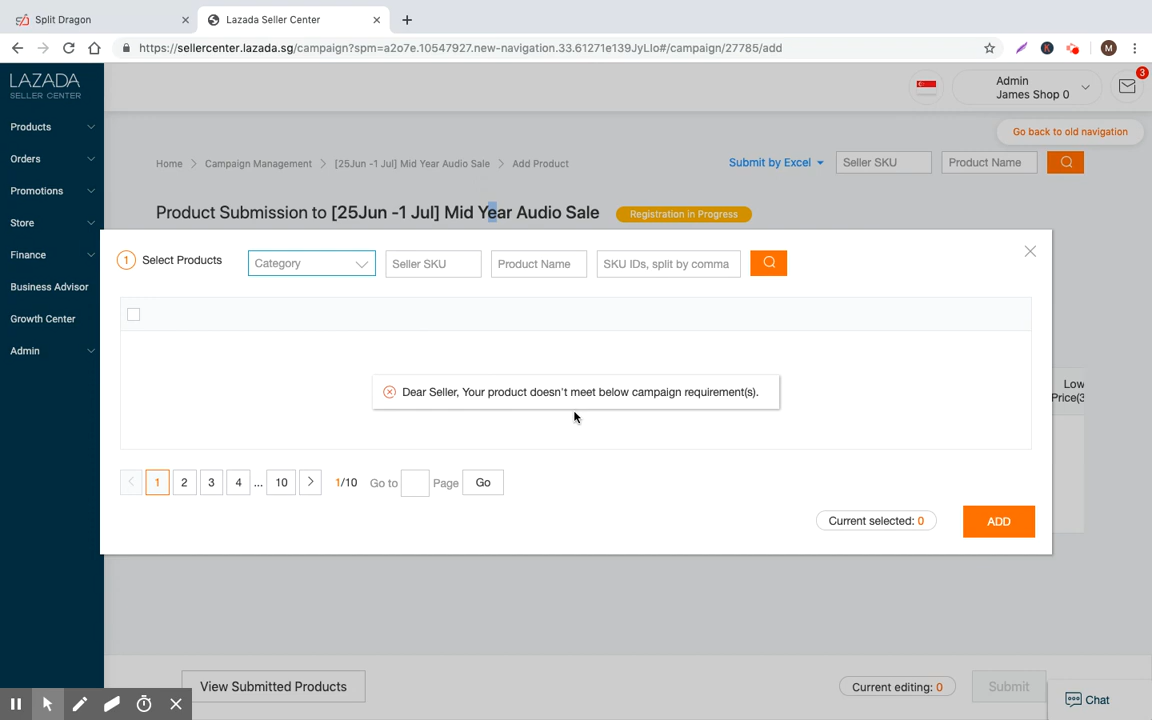 Split Dragon
Lazada Seller Center
https://sellercenter.lazada.sg/campaign?spm=a2o7e.10547927.new-navigation.33.61271e139JyLIo#/campaign/27785/add
M
LAZADA
SELLER CENTER
Admin
James Shop 0
3
Go back to old navigation
Products
Orders
Promotions
Store
Finance
Business Advisor
Growth Center
Admin
Home > Campaign Management > [25Jun -1 Jul] Mid Year Audio Sale > Add Product
Submit by Excel
Seller SKU
Product Name
Product Submission to [25Jun -1 Jul] Mid Year Audio Sale
Registration in Progress
1 Select Products
Category
Seller SKU
Product Name
SKU IDs, split by comma
Dear Seller, Your product doesn't meet below campaign requirement(s).
Low
Price(3
1 2 3 4 ... 10 1/10 Go to Page Go
Current selected: 0
ADD
View Submitted Products
Current editing: 0
Submit
Chat